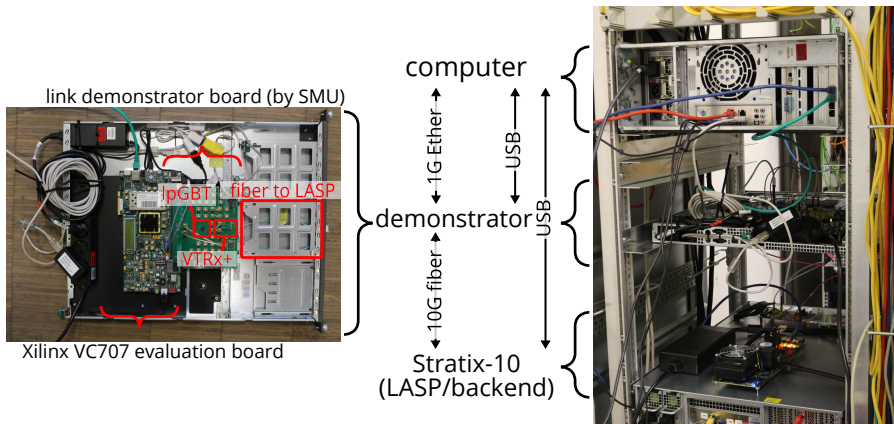 link demonstrator board (by SMU)
lpGBT
fiber to LASP
VTRx+
Xilinx VC707 evaluation board
computer
1G Ether
USB
USB
demonstrator
10G fiber
Stratix-10
(LASP/backend)